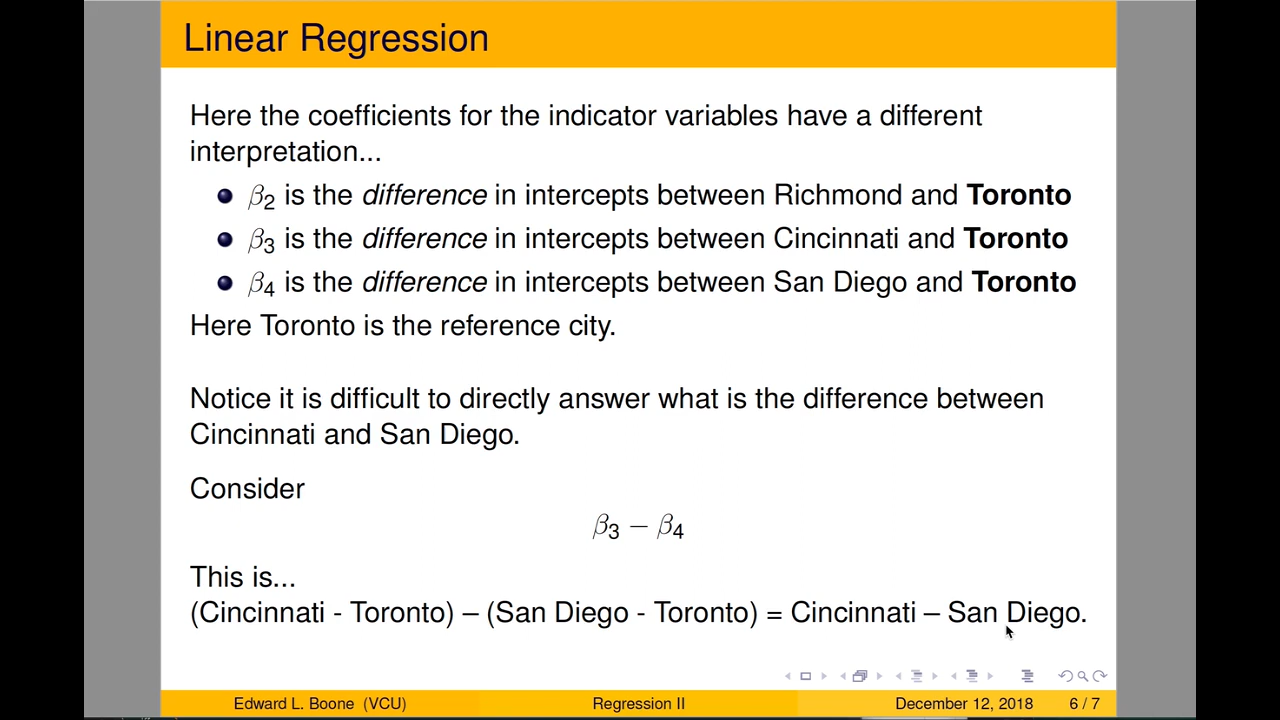 Linear Regression
Here the coefficients for the indicator variables have a different
interpretation...
β₂ is the difference in intercepts between Richmond and Toronto
β₃ is the difference in intercepts between Cincinnati and Toronto
β₄ is the difference in intercepts between San Diego and Toronto
Here Toronto is the reference city.
Notice it is difficult to directly answer what is the difference between
Cincinnati and San Diego.
Consider
β₃ − β₄
This is...
(Cincinnati - Toronto) – (San Diego - Toronto) = Cincinnati – San Diego.
Edward L. Boone (VCU) Regression II December 12, 2018 6 / 7